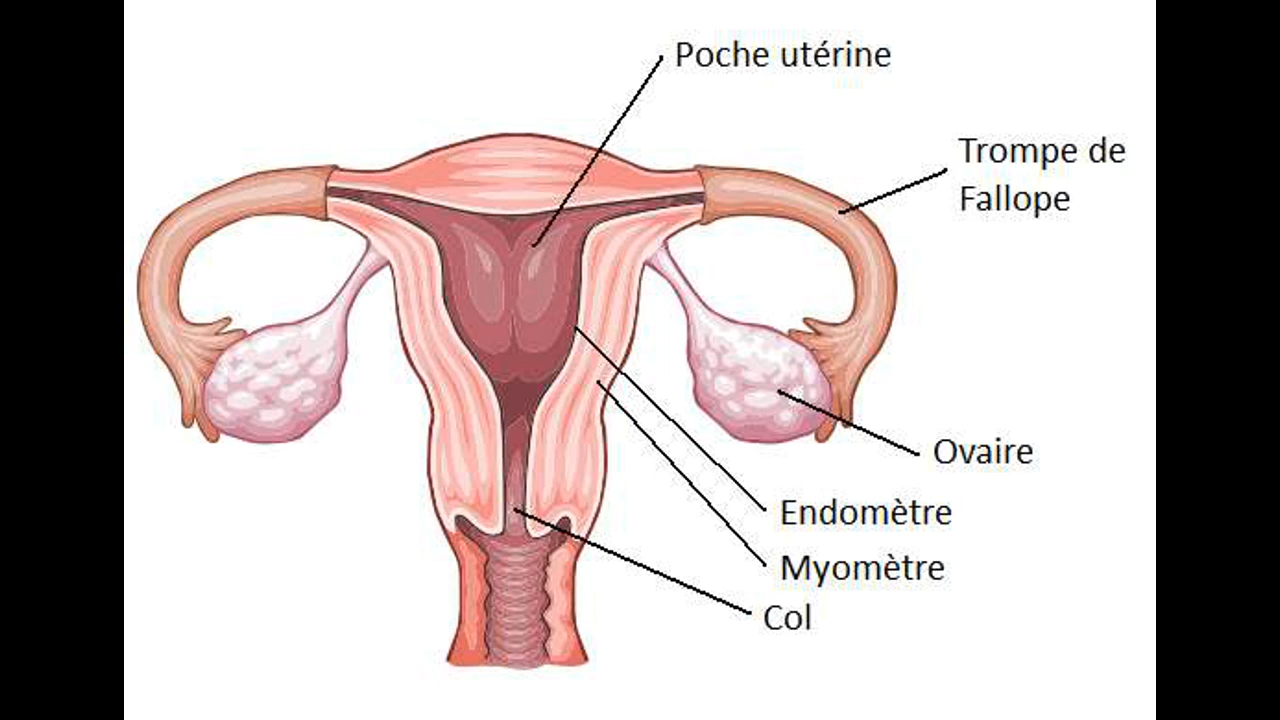 Poche utérine
Trompe de
Fallope
Ovaire
Endomètre
Myomètre
Col